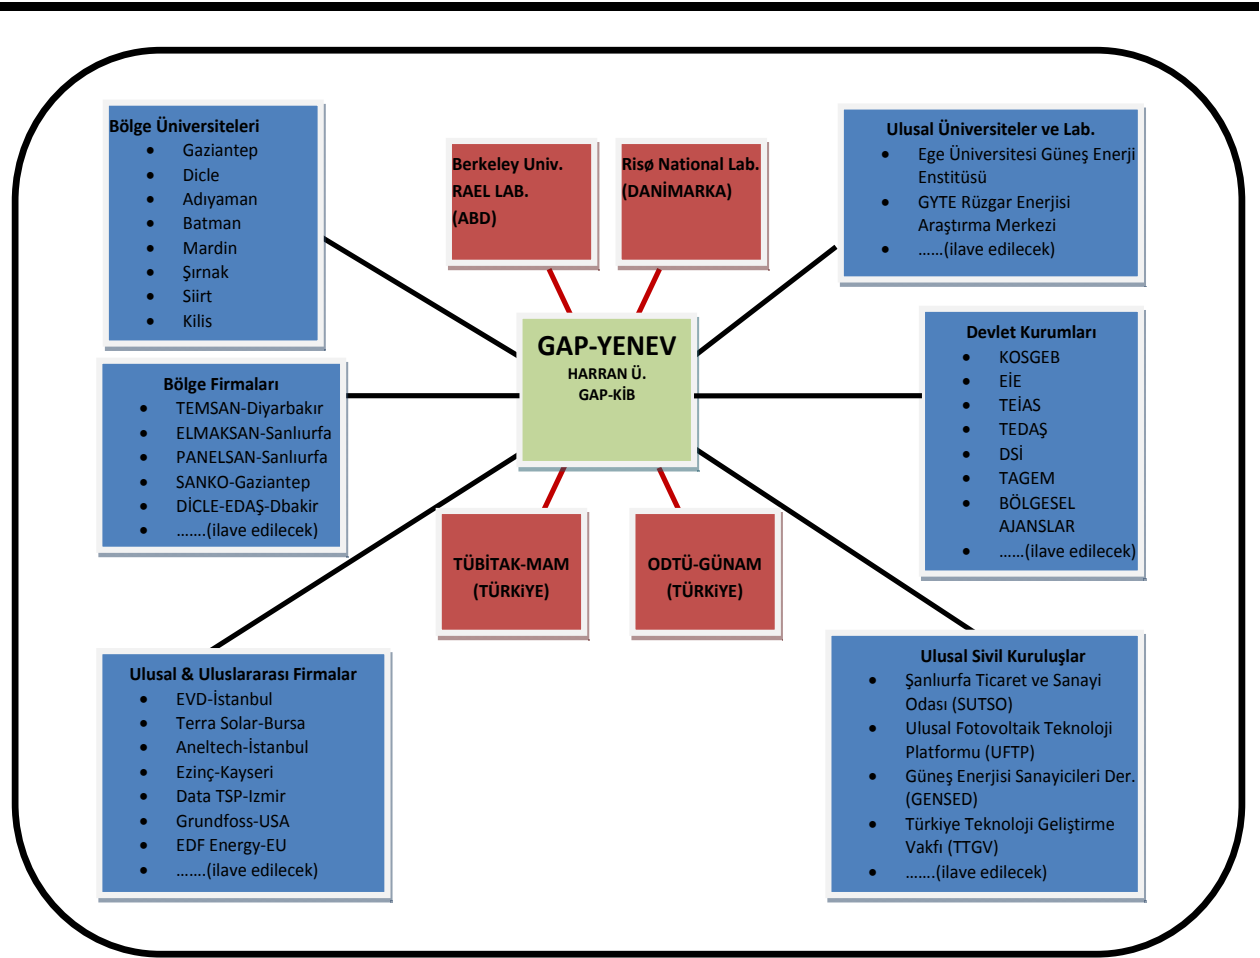 Bölge Üniversiteleri
• Gaziantep
• Dicle
• Adıyaman
• Batman
• Mardin
• Şırnak
• Siirt
• Kilis
Berkeley Univ.
RAEL LAB.
(ABD)
Risø National Lab.
(DANİMARKA)
Ulusal Üniversiteler ve Lab.
• Ege Üniversitesi Güneş Enerji
Enstitüsü
• GYTE Rüzgar Enerjisi
Araştırma Merkezi
• ……(ilave edilecek)
GAP-YENEV
HARRAN Ü.
GAP-KİB
Bölge Firmaları
• TEMSAN-Diyarbakır
• ELMAKSAN-Sanlıurfa
• PANELSAN-Sanlıurfa
• SANKO-Gaziantep
• DİCLE-EDAŞ-Dbakir
• …….(ilave edilecek)
Devlet Kurumları
• KOSGEB
• EİE
• TEİAS
• TEDAŞ
• DSİ
• TAGEM
• BÖLGESEL
AJANSLAR
• ……(ilave edilecek)
TÜBİTAK-MAM
(TÜRKiYE)
ODTÜ-GÜNAM
(TÜRKiYE)
Ulusal & Uluslararası Firmalar
• EVD-İstanbul
• Terra Solar-Bursa
• Aneltech-İstanbul
• Ezinç-Kayseri
• Data TSP-Izmir
• Grundfoss-USA
• EDF Energy-EU
• …….(ilave edilecek)
Ulusal Sivil Kuruluşlar
• Şanlıurfa Ticaret ve Sanayi
Odası (SUTSO)
• Ulusal Fotovoltaik Teknoloji
Platformu (UFTP)
• Güneş Enerjisi Sanayicileri Der.
(GENSED)
• Türkiye Teknoloji Geliştirme
Vakfı (TTGV)
• …….(ilave edilecek)